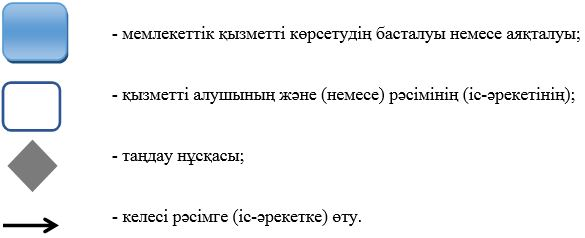 - мемлекеттік қызметті көрсетудің басталуы немесе аяқталуы;
- қызметті алушының және (немесе) рәсімінің (іс-әрекетінің);
- таңдау нұсқасы;
- келесі рәсімге (іс-әрекетке) өту.